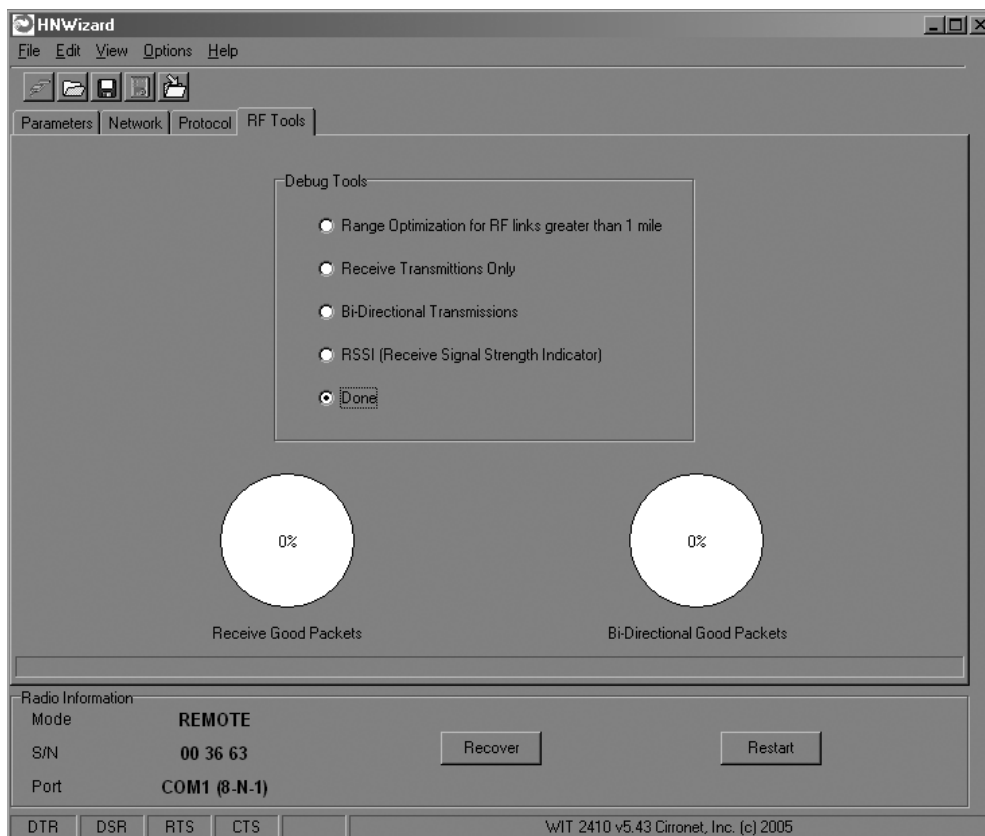 HNWizard
File Edit View Options Help
Parameters Network Protocol RF Tools
Debug Tools
Range Optimization for RF links greater than 1 mile
Receive Transmittions Only
Bi-Directional Transmissions
RSSI (Receive Signal Strength Indicator)
Done
0% 0%
Receive Good Packets Bi-Directional Good Packets
Radio Information
Mode REMOTE
S/N 00 36 63
Port COM1 (8-N-1)
Recover Restart
DTR DSR RTS CTS WIT 2410 v5.43 Cirronet, Inc. (c) 2005